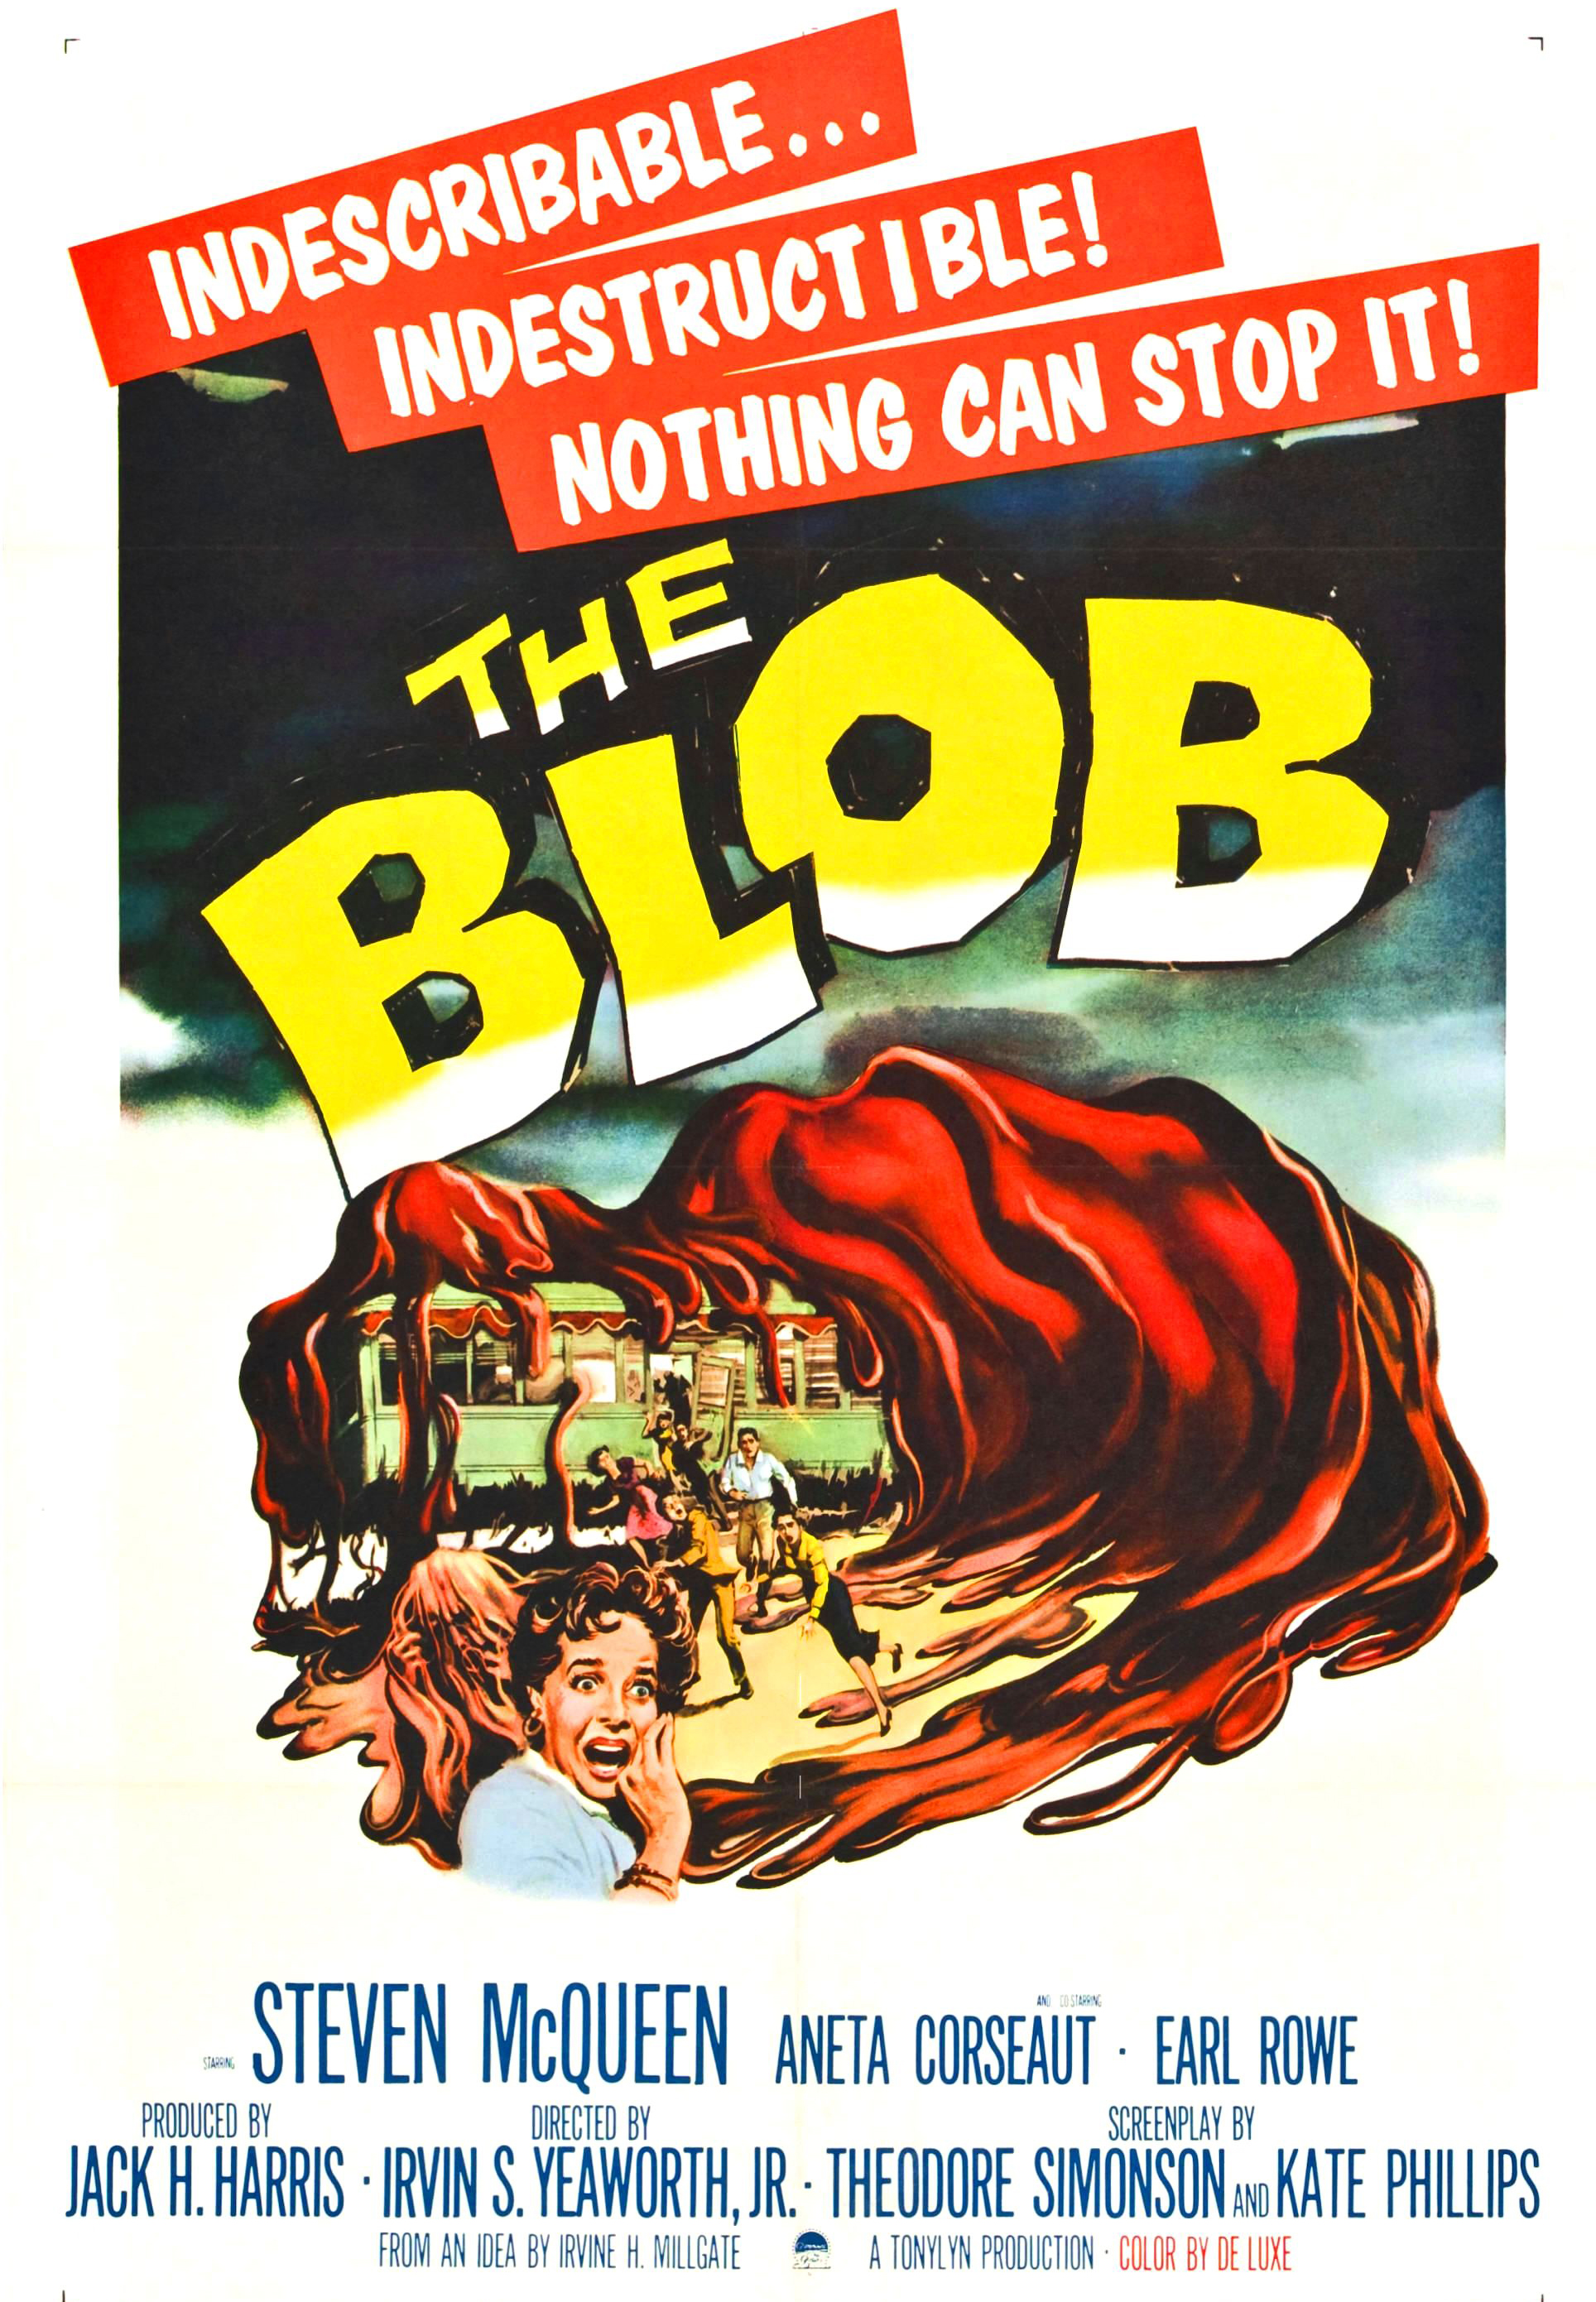 INDESCRIBABLE...
INDESTRUCTIBLE!
NOTHING CAN STOP IT!
THE
BLOB
STARRING STEVEN McQUEEN
AND CO-STARRING
ANETA CORSEAUT · EARL ROWE
PRODUCED BY
JACK H. HARRIS ·
DIRECTED BY
IRVIN S. YEAWORTH, JR. ·
SCREENPLAY BY
THEODORE SIMONSON AND KATE PHILLIPS
FROM AN IDEA BY IRVINE H. MILLGATE
A TONYLYN PRODUCTION · COLOR BY DE LUXE